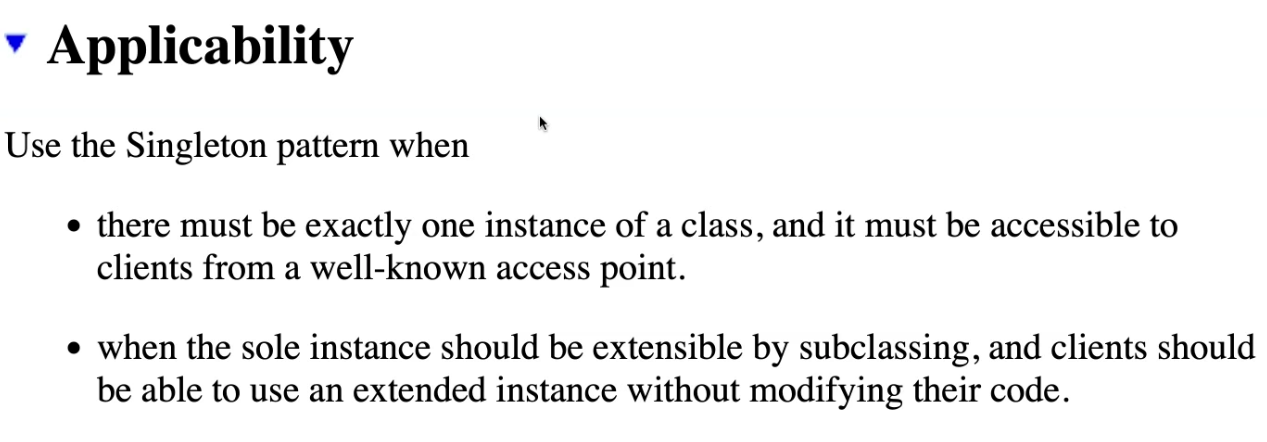 Applicability
Use the Singleton pattern when
• there must be exactly one instance of a class, and it must be accessible to
clients from a well-known access point.
• when the sole instance should be extensible by subclassing, and clients should
be able to use an extended instance without modifying their code.